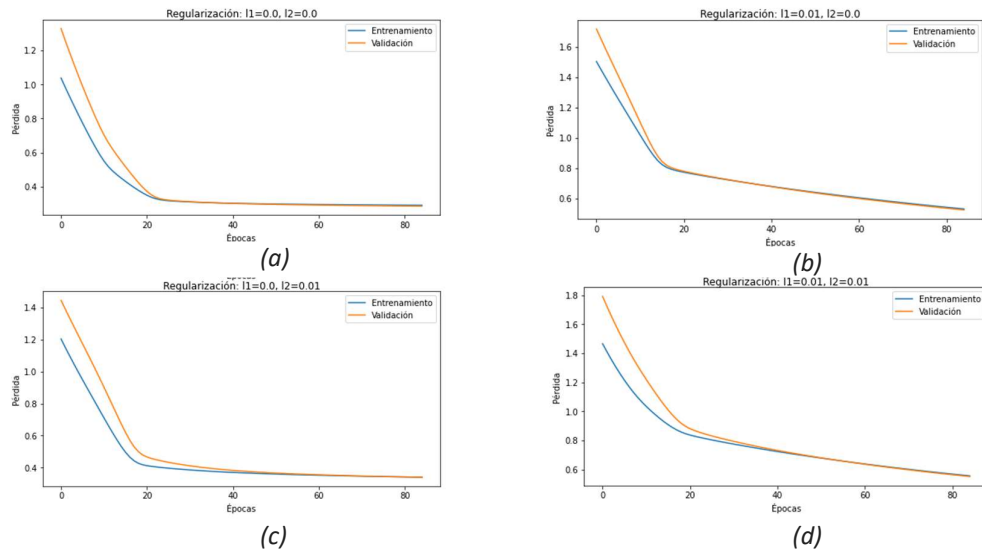 Regularización: l1=0.0, l2=0.0
Entrenamiento
Validación
Pérdida
1.2
1.0
0.8
0.6
0.4
0 20 40 60 80
Épocas
(a)
Regularización: l1=0.01, l2=0.0
Entrenamiento
Validación
Pérdida
1.6
1.4
1.2
1.0
0.8
0.6
0 20 40 60 80
Épocas
(b)
Regularización: l1=0.0, l2=0.01
Entrenamiento
Validación
Pérdida
1.4
1.2
1.0
0.8
0.6
0.4
0 20 40 60 80
Épocas
(c)
Regularización: l1=0.01, l2=0.01
Entrenamiento
Validación
Pérdida
1.8
1.6
1.4
1.2
1.0
0.8
0.6
0 20 40 60 80
Épocas
(d)